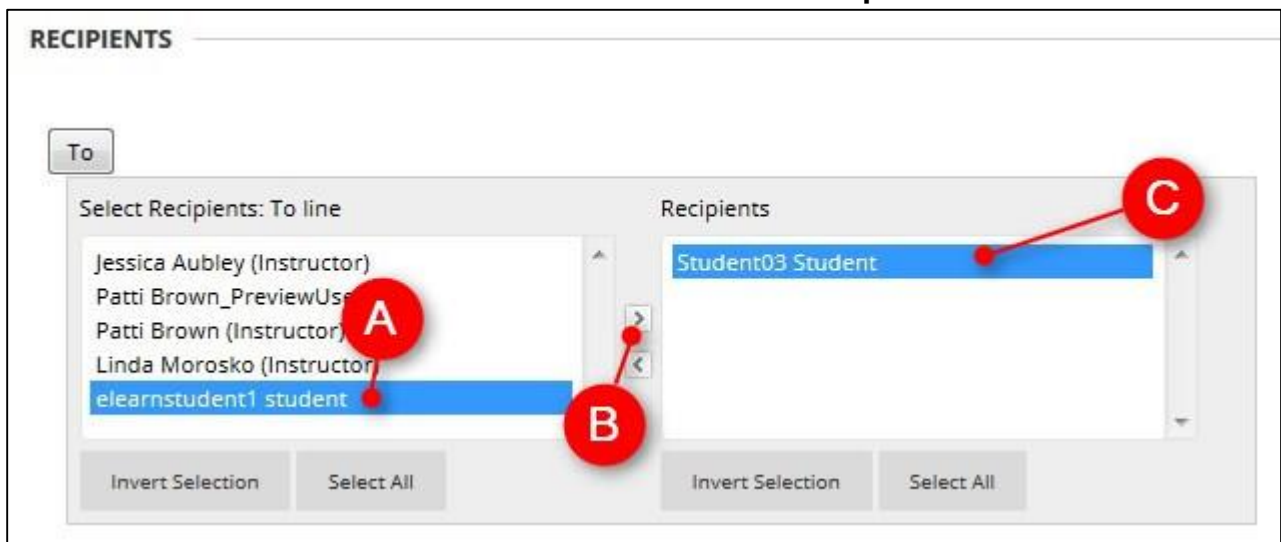 RECIPIENTS
To
Select Recipients: To line
Recipients
C
Jessica Aubley (Instructor)
Student03 Student
Patti Brown_PreviewUse
Patti Brown (Instructor)
A
>
Linda Morosko (Instructor)
<
elearnstudent1 student
B
Invert Selection Select All
Invert Selection Select All